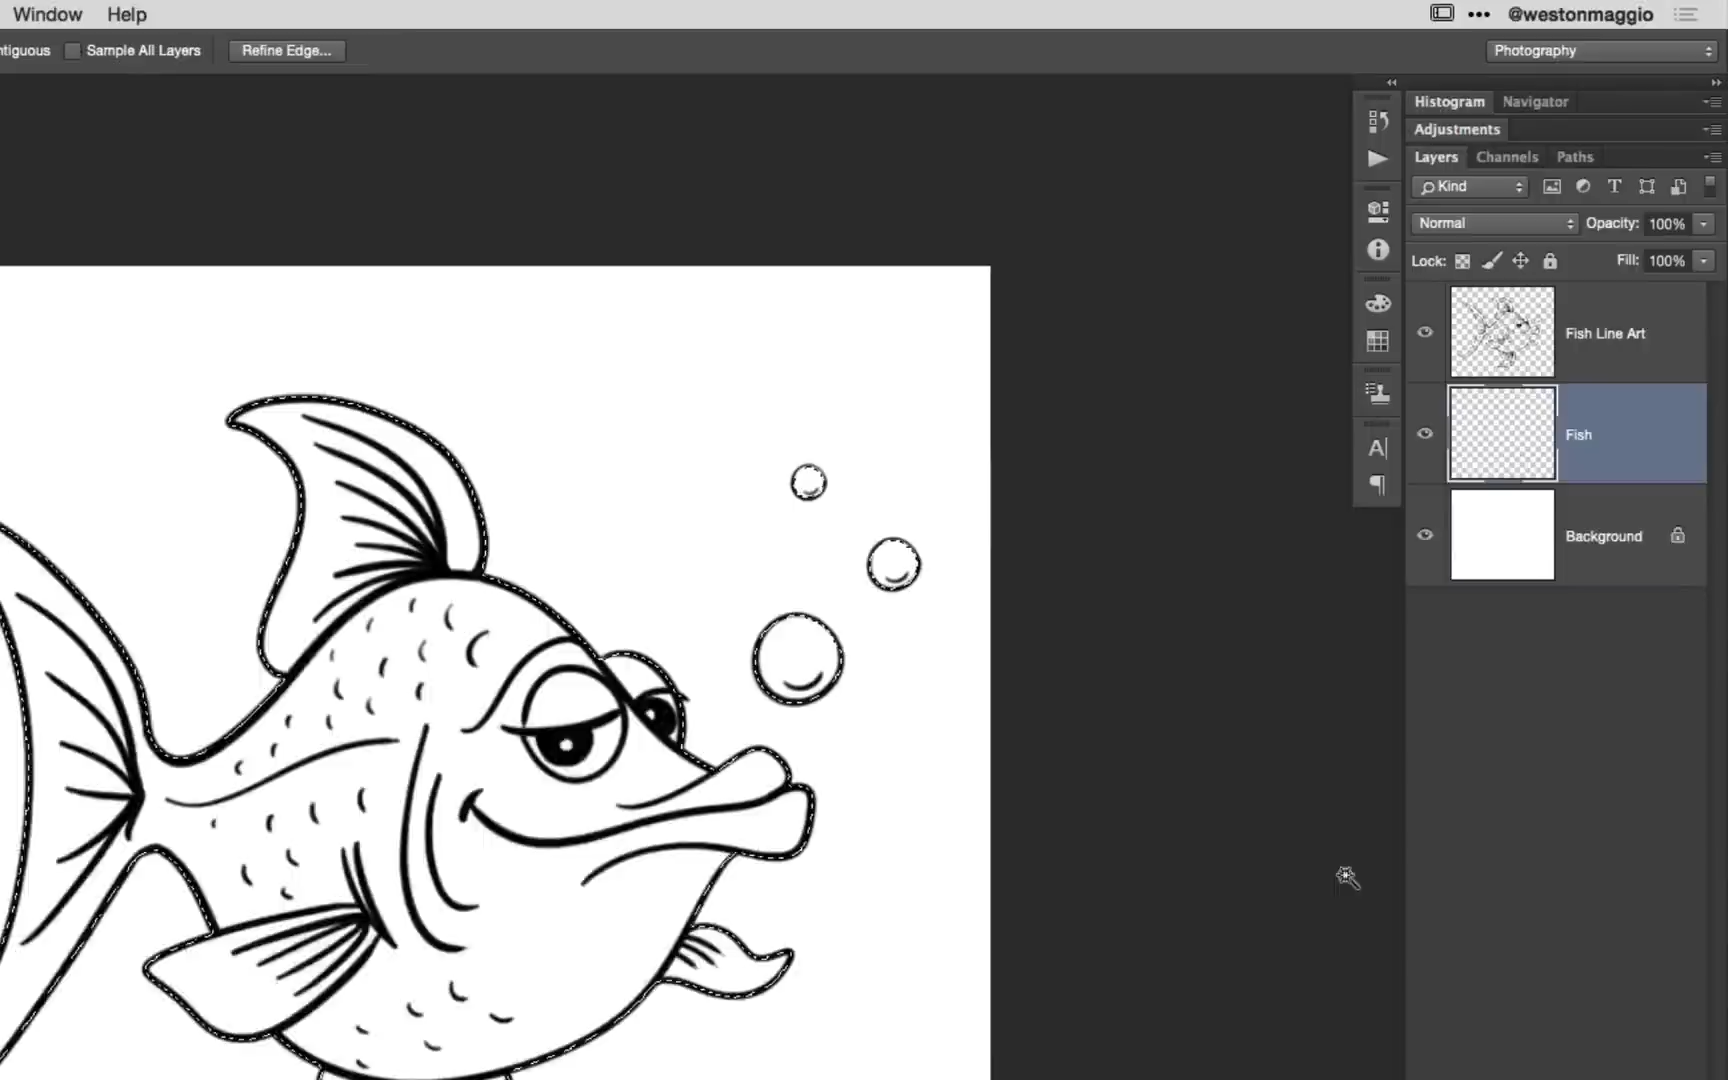 Window Help
@westonmaggio
ntiguous Sample All Layers Refine Edge... Photography
Histogram Navigator
Adjustments
Layers Channels Paths
Kind T
Normal Opacity: 100%
Lock: Fill: 100%
Fish Line Art
A
Fish
¶
Background